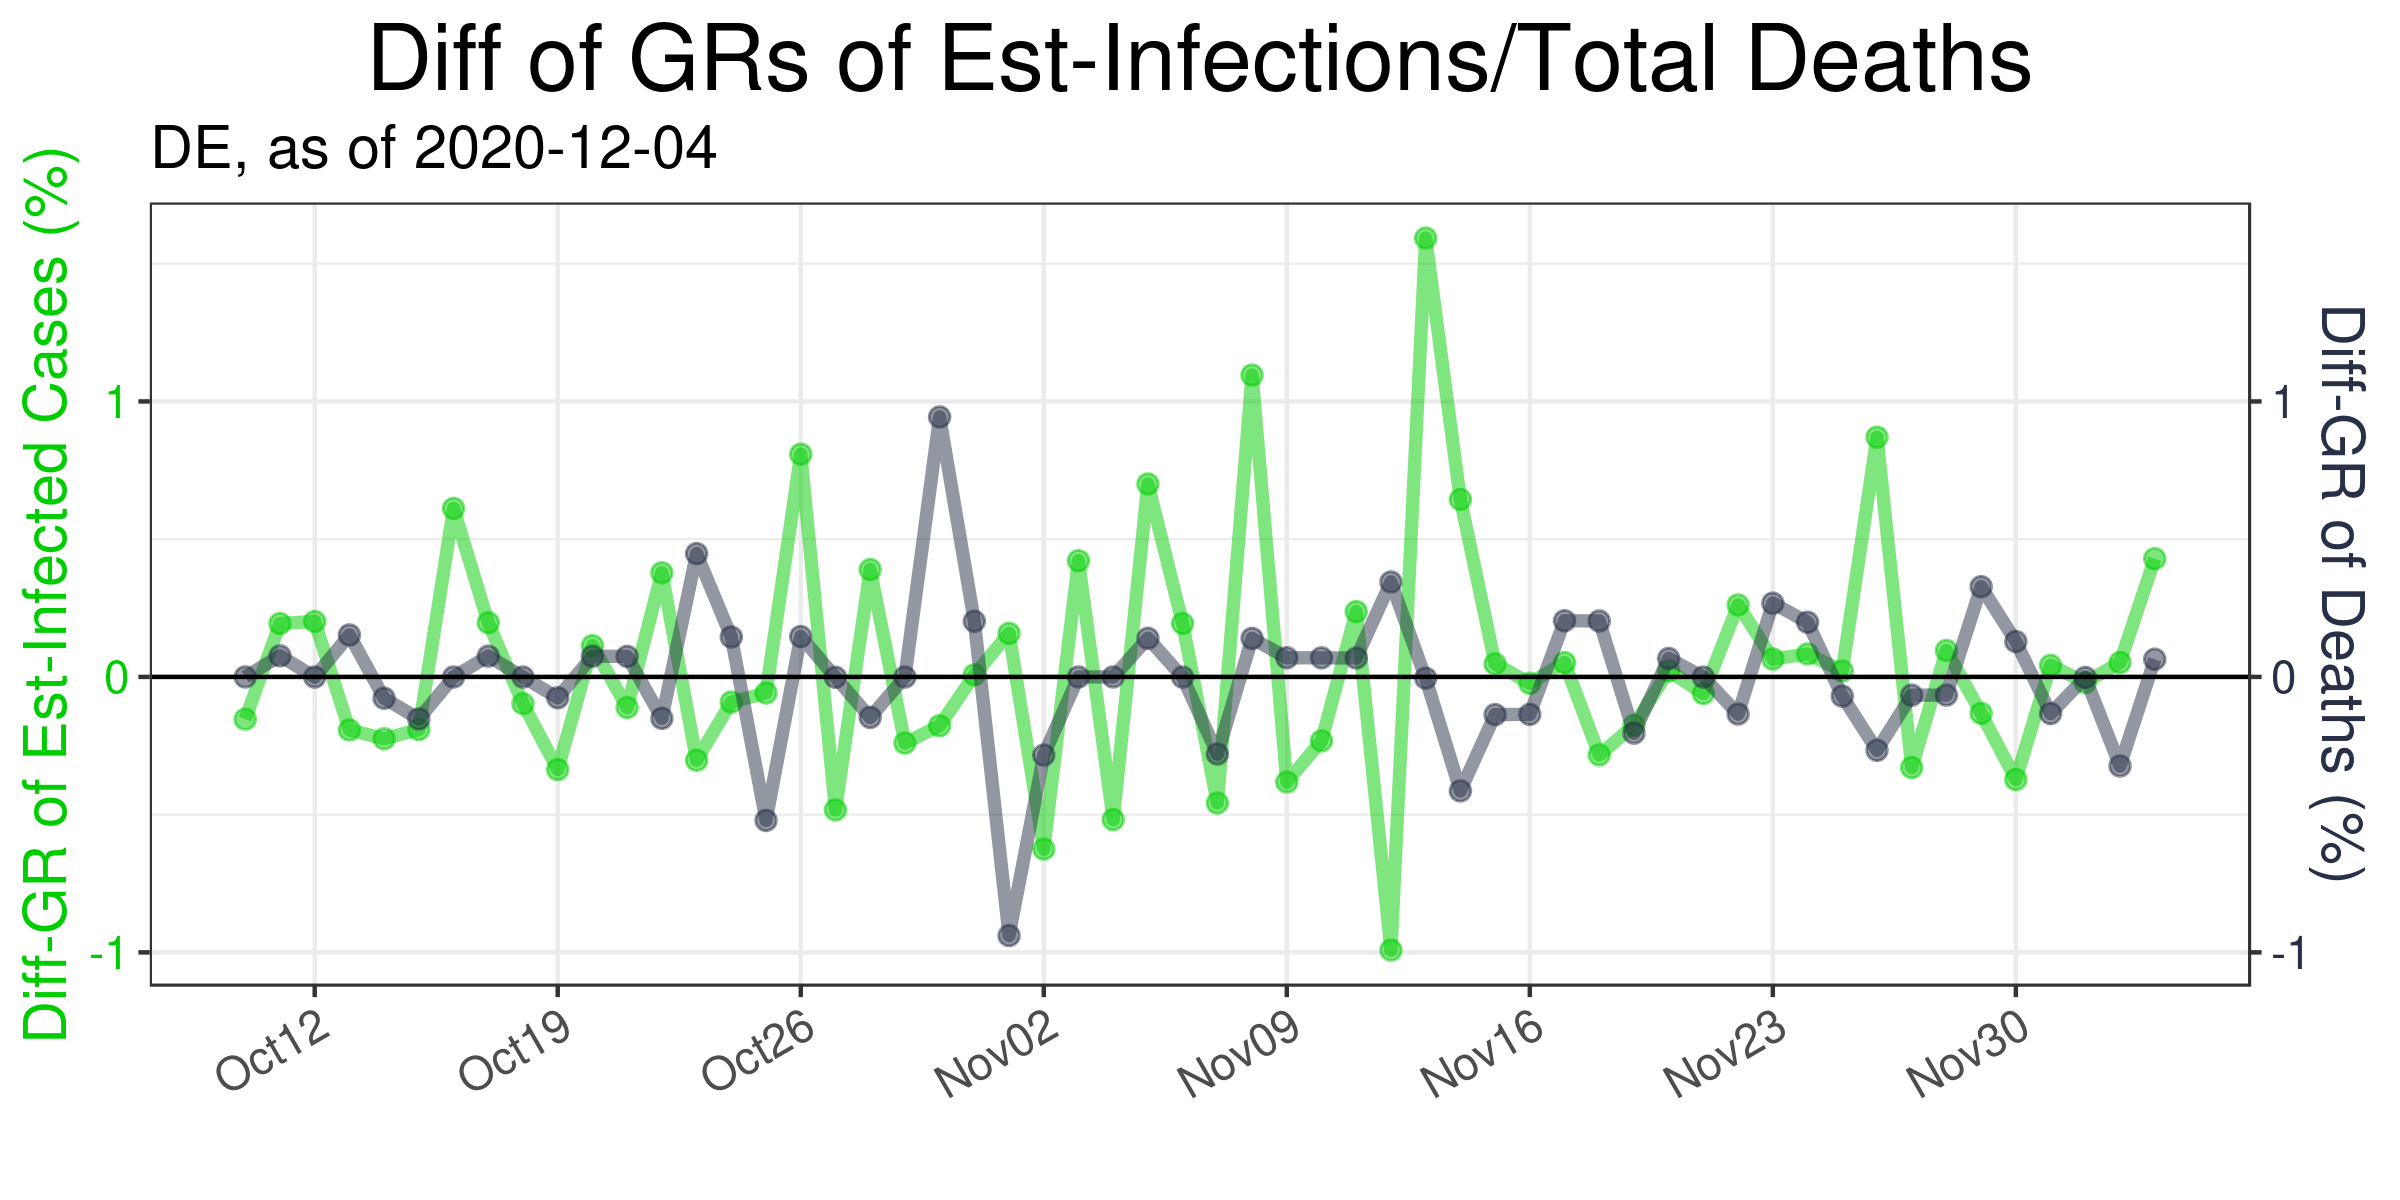 Diff of GRs of Est-Infections/Total Deaths
DE, as of 2020-12-04
Diff-GR of Est-Infected Cases (%)
1
0
-1
1
0
-1
Diff-GR of Deaths (%)
Oct12
Oct19
Oct26
Nov02
Nov09
Nov16
Nov23
Nov30